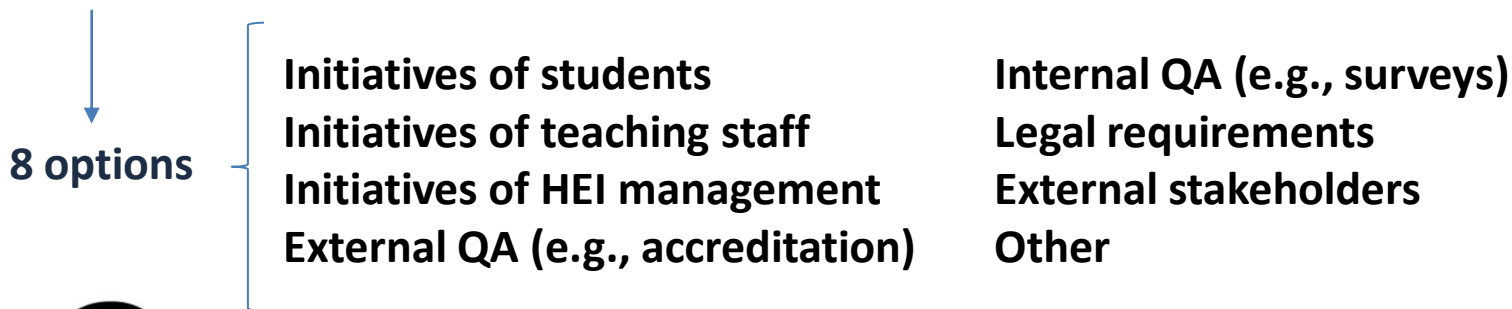 8 options
Initiatives of students
Initiatives of teaching staff
Initiatives of HEI management
External QA (e.g., accreditation)
Internal QA (e.g., surveys)
Legal requirements
External stakeholders
Other